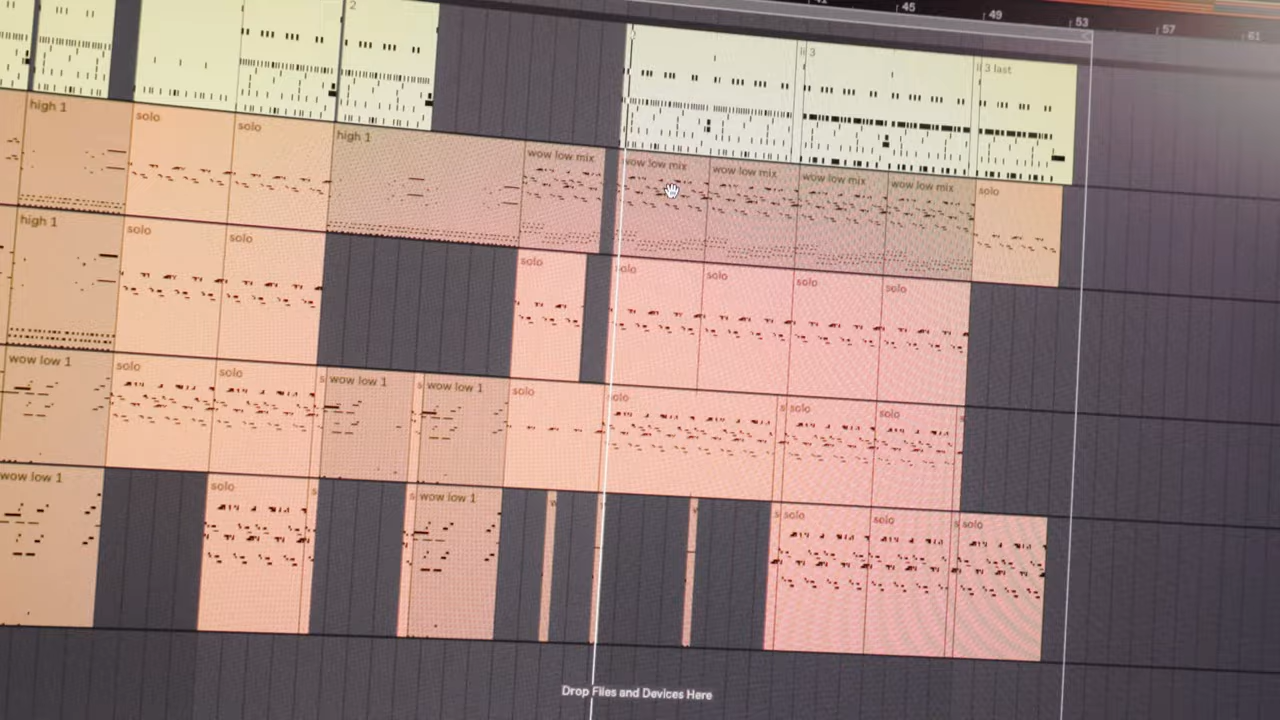 45 49 53 57 61
2 3 3 last
high 1 solo solo high 1 wow low mix wow low mix wow low mix wow low mix wow low mix solo
high 1 solo solo solo solo solo solo solo
wow low 1 solo solo s wow low 1 s wow low 1 solo solo s solo solo
wow low 1 solo s s wow low 1 s solo solo s solo
Drop Files and Devices Here